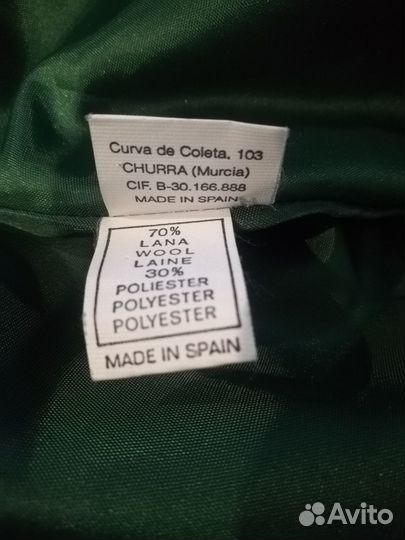 Curva de Coleta, 103
CHURRA (Murcia)
CIF. B-30.166.888
MADE IN SPAIN
70%
LANA
WOOL
LAINE
30%
POLIESTER
POLYESTER
POLYESTER
MADE IN SPAIN
Avito